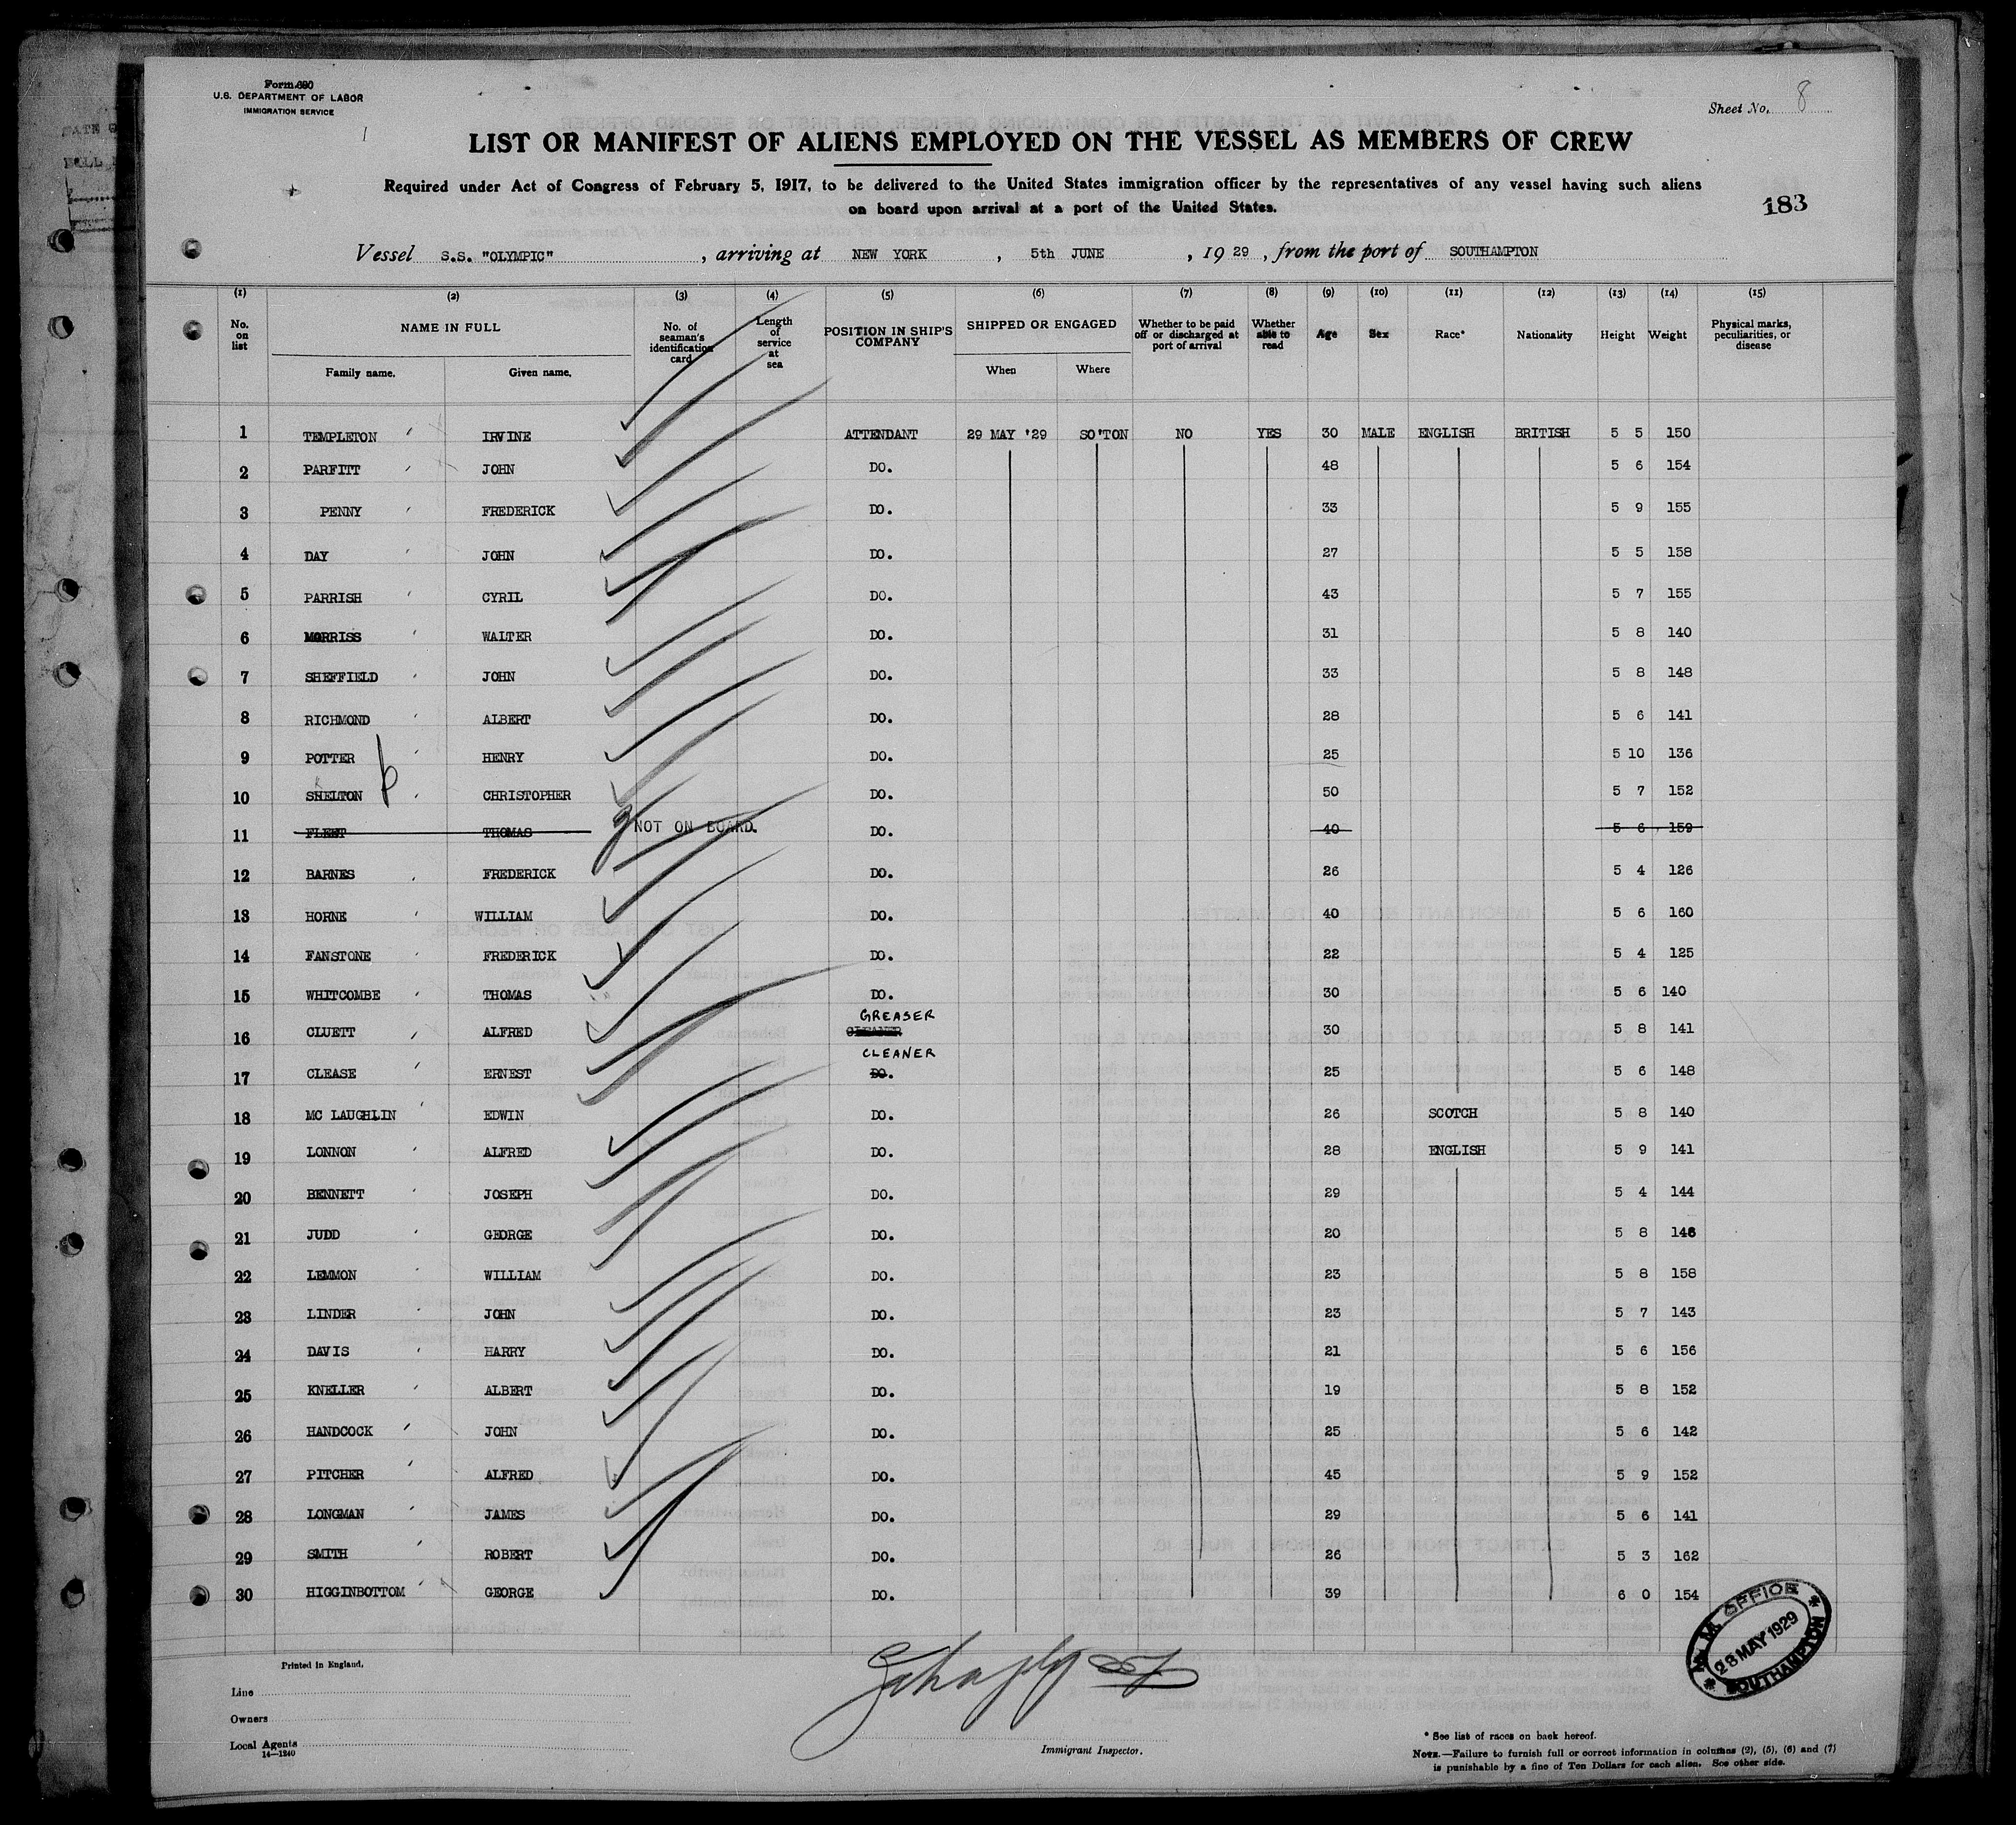 Form 680
U.S. DEPARTMENT OF LABOR
IMMIGRATION SERVICE
Sheet No. 8
LIST OR MANIFEST OF ALIENS EMPLOYED ON THE VESSEL AS MEMBERS OF CREW
Required under Act of Congress of February 5, 1917, to be delivered to the United States immigration officer by the representatives of any vessel having such aliens
on board upon arrival at a port of the United States.
183
Vessel S.S. "OLYMPIC", arriving at NEW YORK, 5th JUNE, 1929, from the port of SOUTHAMPTON
(1) (2) (3) (4) (5) (6) (7) (8) (9) (10) (11) (12) (13) (14) (15)
No. on list NAME IN FULL Family name. Given name. No. of seaman's identification card Length of service at sea POSITION IN SHIP'S COMPANY SHIPPED OR ENGAGED When Where Whether to be paid off or discharged at port of arrival Whether able to read Age Sex Race* Nationality Height Weight Physical marks, peculiarities, or disease
1 TEMPLETON IRVINE ATTENDANT 29 MAY '29 SO'TON NO YES 30 MALE ENGLISH BRITISH 5 5 150
2 PARFITT JOHN DO. 48 5 6 154
3 PENNY FREDERICK DO. 33 5 9 155
4 DAY JOHN DO. 27 5 5 158
5 PARRISH CYRIL DO. 43 5 7 155
6 MORRISS WALTER DO. 31 5 8 140
7 SHEFFIELD JOHN DO. 33 5 8 148
8 RICHMOND ALBERT DO. 28 5 6 141
9 POTTER HENRY DO. 25 5 10 136
10 SHELTON CHRISTOPHER DO. 50 5 7 152
11 FLEET THOMAS NOT ON BOARD. DO. 40 5 6 159
12 BARNES FREDERICK DO. 26 5 4 126
13 HORNE WILLIAM DO. 40 5 6 160
14 FANSTONE FREDERICK DO. 22 5 4 125
15 WHITCOMBE THOMAS DO. 30 5 6 140
GREASER
16 CLUETT ALFRED CLEANER 30 5 8 141
CLEANER
17 CLEASE ERNEST DO. 25 5 6 148
18 MC LAUGHLIN EDWIN DO. 26 SCOTCH 5 8 140
19 LONNON ALFRED DO. 28 ENGLISH 5 9 141
20 BENNETT JOSEPH DO. 29 5 4 144
21 JUDD GEORGE DO. 20 5 8 146
22 LEMMON WILLIAM DO. 23 5 8 158
23 LINDER JOHN DO. 23 5 7 143
24 DAVIS HARRY DO. 21 5 6 156
25 KNELLER ALBERT DO. 19 5 8 152
26 HANDCOCK JOHN DO. 25 5 6 142
27 PITCHER ALFRED DO. 45 5 9 152
28 LONGMAN JAMES DO. 29 5 6 141
29 SMITH ROBERT DO. 26 5 3 162
30 HIGGINBOTTOM GEORGE DO. 39 6 0 154
M.M. OFFICE
28 MAY 1929
SOUTHAMPTON
Printed in England.
Line
Owners
Local Agents
14—1240
Immigrant Inspector.
* See list of races on back hereof.
NOTE.—Failure to furnish full or correct information in columns (2), (5), (6) and (7)
is punishable by a fine of Ten Dollars for each alien. See other side.